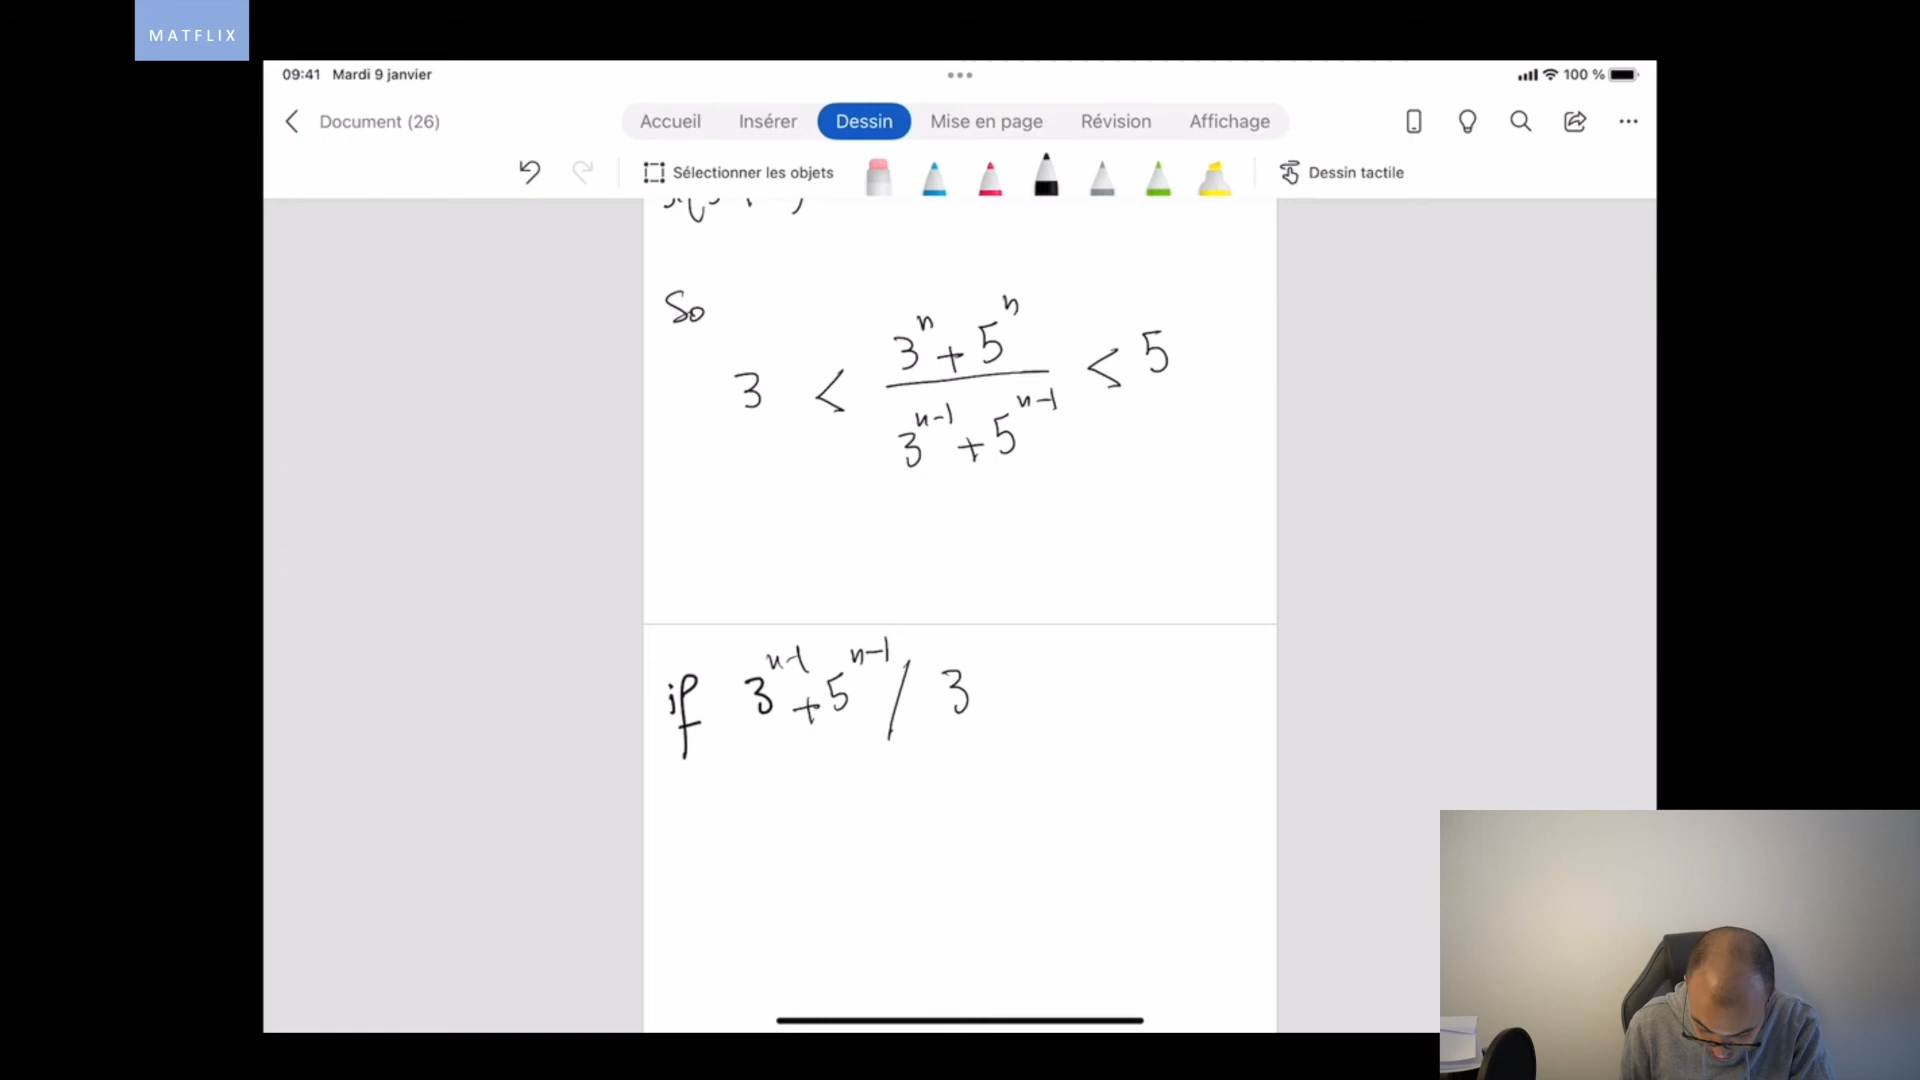 MATFLIX
09:41 Mardi 9 janvier
100 %
Document (26)
Accueil Insérer Dessin Mise en page Révision Affichage
Sélectionner les objets
Dessin tactile
So
3 < (3^n + 5^n) / (3^(n-1) + 5^(n-1)) < 5
if 3^(n-1) + 5^(n-1) / 3